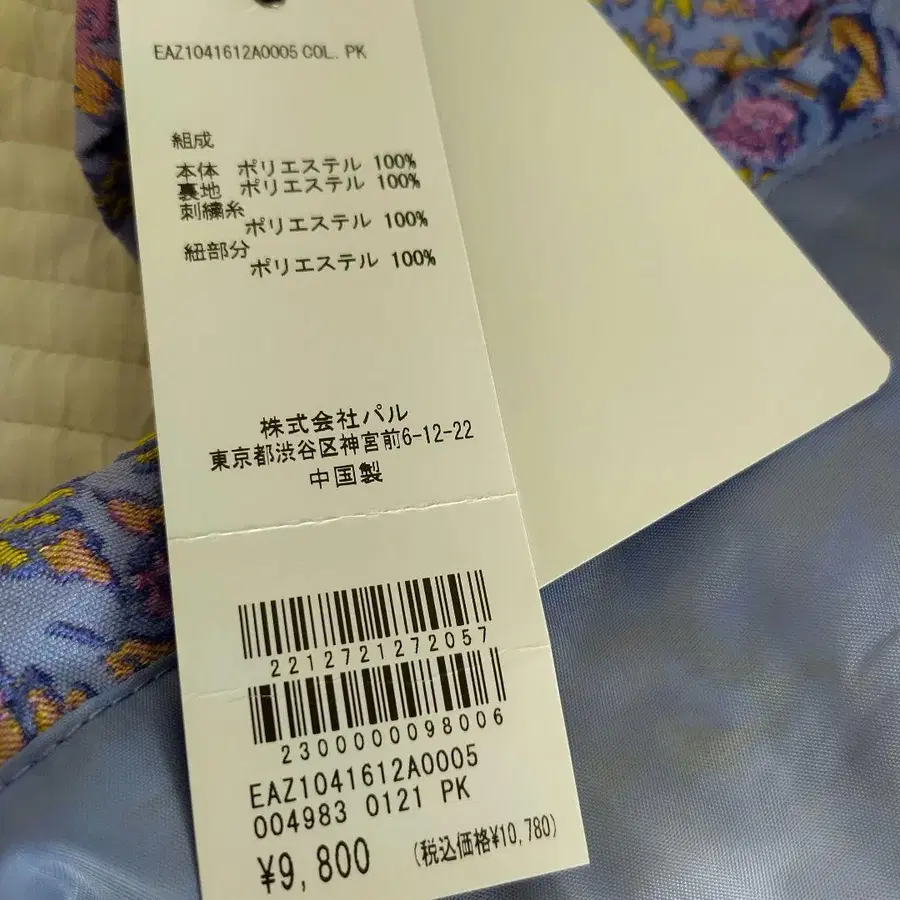 EAZ1041612A0005 COL. PK
組成
本体 ポリエステル 100%
裏地 ポリエステル 100%
刺繍糸
ポリエステル 100%
紐部分
ポリエステル 100%
株式会社パル
東京都渋谷区神宮前6-12-22
中国製
2212721272057
2300000098006
EAZ1041612A0005
004983 0121 PK
¥9,800 (税込価格¥10,780)